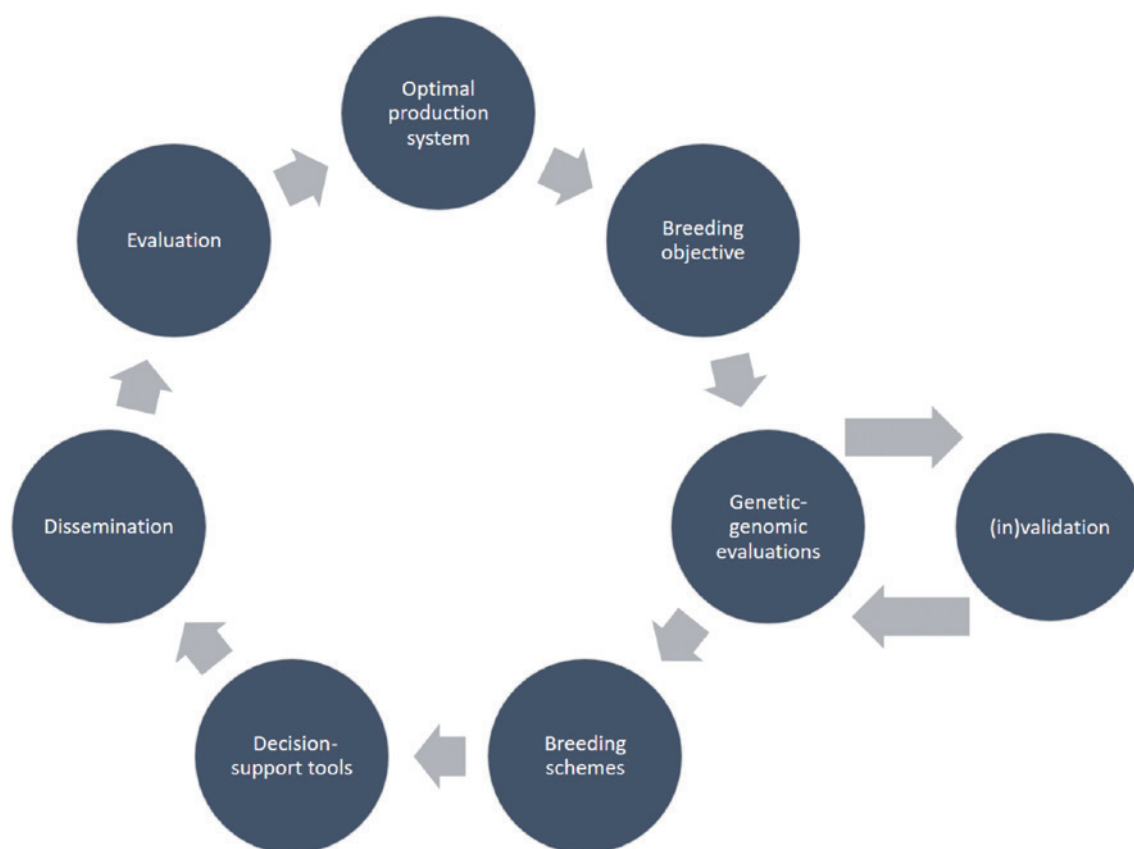 Optimal
production
system
Breeding
objective
Genetic-
genomic
evaluations
(in)validation
Breeding
schemes
Decision-
support tools
Dissemination
Evaluation